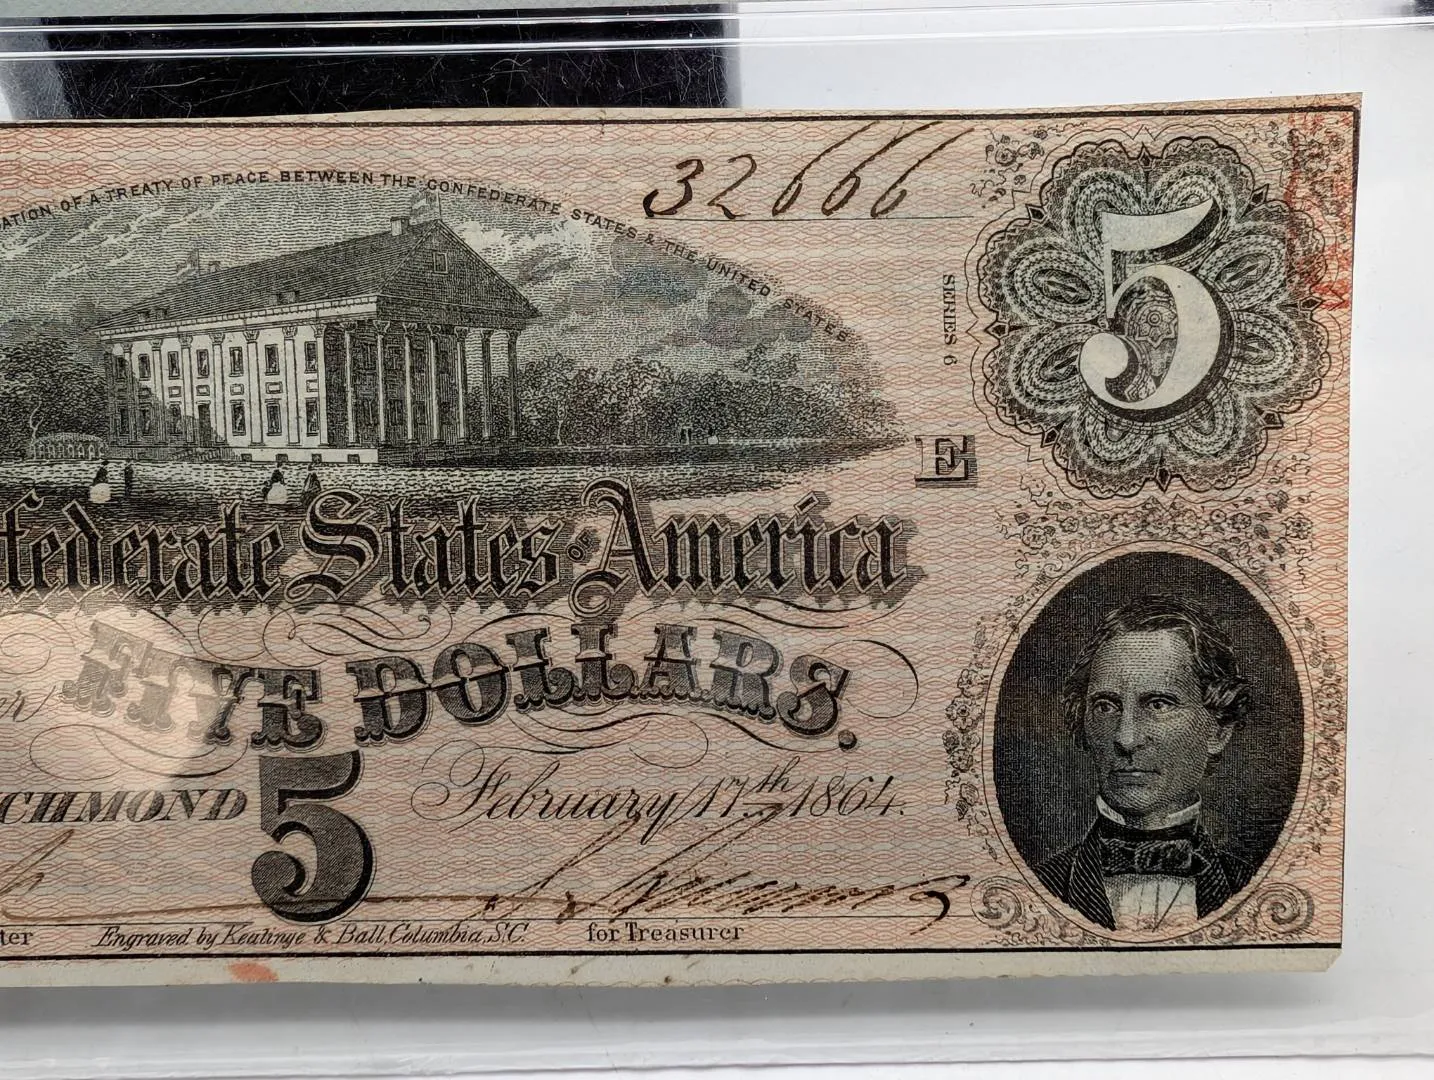 ATION OF A TREATY OF PEACE BETWEEN THE CONFEDERATE STATES & THE UNITED STATES
32666
SERIES 6
5
E
federate States OF America
FIVE DOLLARS.
CHMOND
5
February 17th 1864.
ter
Engraved by Keatinge & Ball, Columbia, S.C.
for Treasurer